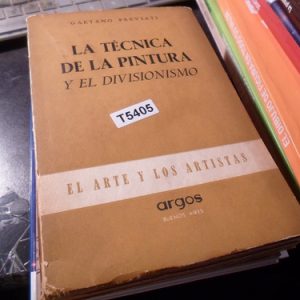 GAETANO PREVIATI
LA TÉCNICA
DE LA PINTURA
Y EL DIVISIONISMO
T5405
EL ARTE Y LOS ARTISTAS
argos
BUENOS AIRES